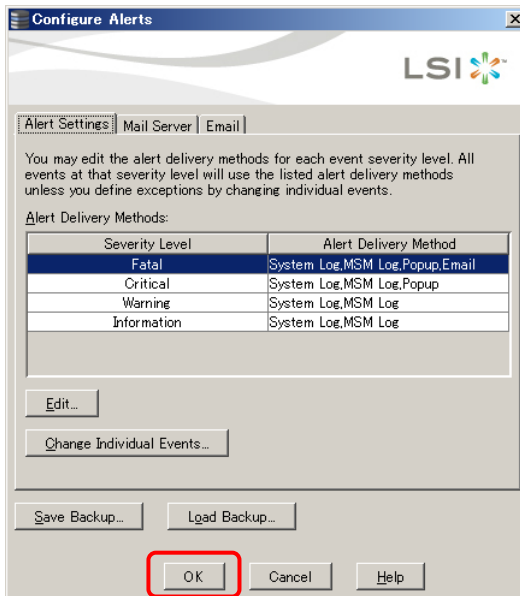 Configure Alerts
LSI
Alert Settings Mail Server Email
You may edit the alert delivery methods for each event severity level. All
events at that severity level will use the listed alert delivery methods
unless you define exceptions by changing individual events.
Alert Delivery Methods:
Severity Level Alert Delivery Method
Fatal System Log,MSM Log,Popup,Email
Critical System Log,MSM Log,Popup
Warning System Log,MSM Log
Information System Log,MSM Log
Edit...
Change Individual Events...
Save Backup... Load Backup...
OK Cancel Help